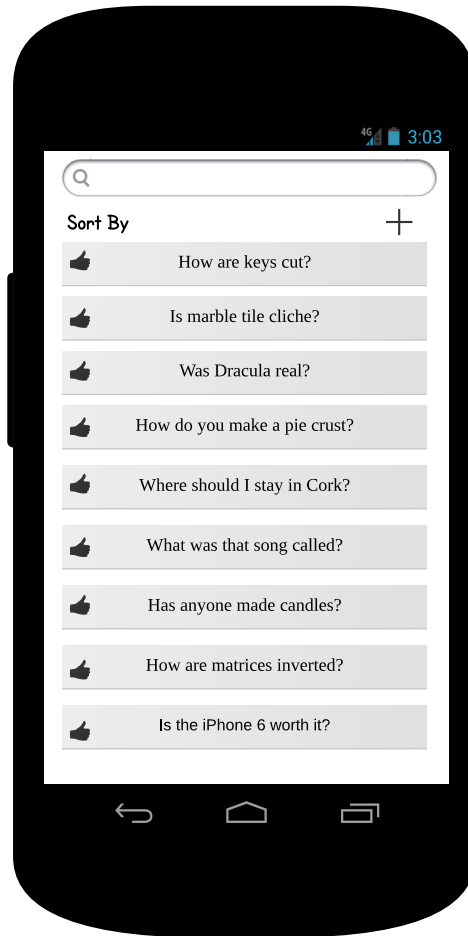 4G 3:03
Sort By
How are keys cut?
Is marble tile cliche?
Was Dracula real?
How do you make a pie crust?
Where should I stay in Cork?
What was that song called?
Has anyone made candles?
How are matrices inverted?
Is the iPhone 6 worth it?